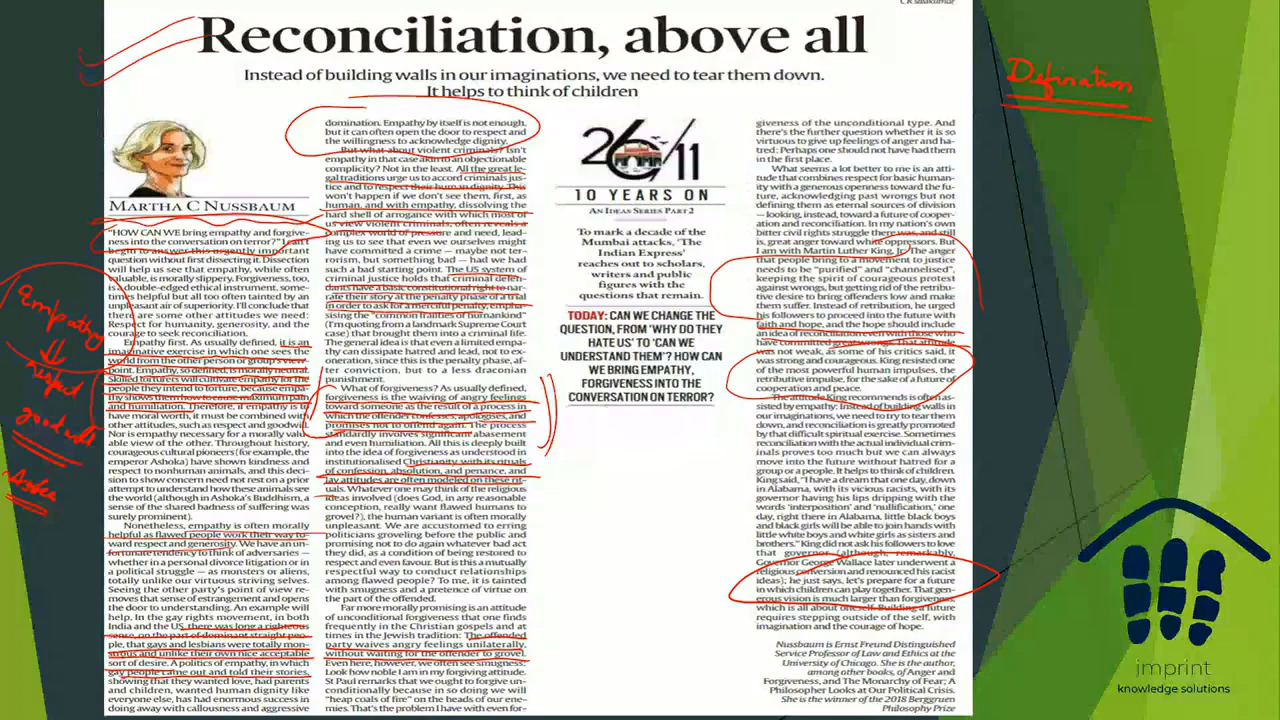 C R Sasikumar
Reconciliation, above all
Instead of building walls in our imaginations, we need to tear them down.
It helps to think of children
Definition
MARTHA C NUSSBAUM
"HOW CAN WE bring empathy and forgive-
ness into the conversation on terror?" I can't
begin to answer this urgently important
question without first dissecting it. Dissection
will help us see that empathy, while often
valuable, is morally slippery. Forgiveness, too,
is a double-edged ethical instrument, some-
times helpful but all too often tainted by an
unpleasant air of superiority. I'll conclude that
there are some other attributes we need:
Respect for humanity, generosity, and the
courage to seek reconciliation.
Empathy first. As usually defined, it is an
imaginative exercise in which one sees the
world from the other person or group's view-
point. Empathy, so defined, is morally neutral.
Skilled torturers will cultivate empathy for the
people they intend to torture, because empa-
thy shows them how to cause maximum pain
and humiliation. Therefore, if empathy is to
have moral worth, it must be combined with
other attitudes, such as respect and goodwill.
Nor is empathy necessary for a morally valu-
able view of the other. Throughout history,
courageous cultural pioneers (for example, the
emperor Ashoka) have shown kindness and
respect to nonhuman animals, and this deci-
sion to show concern need not rest on a prior
attempt to understand how these animals see
the world (although in Ashoka's Buddhism, a
sense of the shared badness of suffering was
surely prominent).
Nonetheless, empathy is often morally
helpful as flawed people work their way to-
ward respect and generosity. We have an un-
fortunate tendency to think of adversaries —
whether in a personal divorce litigation or in
a political struggle — as monsters or aliens,
totally unlike our virtuous striving selves.
Seeing the other party's point of view re-
moves that sense of estrangement and opens
the door to understanding. An example will
help. In the gay rights movement, in both
India and the US, there was long a righteous
sense, on the part of dominant straight peo-
ple, that gays and lesbians were totally mon-
strous and unlike their own nice acceptable
sort of desire. A politics of empathy, in which
gay people came out and told their stories,
showing that they wanted love, had parents
and children, wanted human dignity like
everyone else, has had enormous success in
doing away with callousness and aggressive
Empathy
respect
goodwill
Asoka
domination. Empathy by itself is not enough,
but it can often open the door to respect and
the willingness to acknowledge dignity.
But what about violent criminals? Isn't
empathy in that case akin to an objectionable
complicity? Not in the least. All the great le-
gal traditions urge us to accord criminals jus-
tice and to respect their human dignity. This
won't happen if we don't see them, first, as
human, and with empathy, dissolving the
hard shell of arrogance with which most of
us view violent criminals, often reveals a
complex world of pressure and need, lead-
ing us to see that even we ourselves might
have committed a crime — maybe not ter-
rorism, but something bad — had we had
such a bad starting point. The US system of
criminal justice holds that criminal defen-
dants have a basic constitutional right to nar-
rate their story at the penalty phase of a trial
in order to ask for a merciful penalty, empha-
sising the "common frailties of humankind"
(I'm quoting from a landmark Supreme Court
case) that brought them into a criminal life.
The general idea is that even a limited empa-
thy can dissipate hatred and lead, not to ex-
oneration, since this is the penalty phase, af-
ter conviction, but to a less draconian
punishment.
What of forgiveness? As usually defined,
forgiveness is the waiving of angry feelings
toward someone as the result of a process in
which the offender confesses, apologises, and
promises not to offend again. The process
standardly involves significant abasement
and even humiliation. All this is deeply built
into the idea of forgiveness as understood in
institutionalised Christianity, with its rituals
of confession, absolution, and penance, and
lay attitudes are often modeled on these rit-
uals. Whatever one may think of the religious
ideas involved (does God, in any reasonable
conception, really want flawed humans to
grovel?), the human variant is often morally
unpleasant. We are accustomed to erring
politicians groveling before the public and
promising not to do again whatever bad act
they did, as a condition of being restored to
respect and even favour. But is this a mutually
respectful way to conduct relationships
among flawed people? To me, it is tainted
with smugness and a pretence of virtue on
the part of the offended.
Far more morally promising is an attitude
of unconditional forgiveness that one finds
frequently in the Christian gospels and at
times in the Jewish tradition: The offended
party waives angry feelings unilaterally,
without waiting for the offender to grovel.
Even here, however, we often see smugness:
Look how noble I am in my forgiving attitude.
St Paul remarks that we ought to forgive un-
conditionally because in so doing we will
"heap coals of fire" on the heads of our ene-
mies. That's the problem I have with even for-
26/11
10 YEARS ON
AN IDEAS SERIES PART 2
To mark a decade of the
Mumbai attacks, 'The
Indian Express'
reaches out to scholars,
writers and public
figures with the
questions that remain.
TODAY: CAN WE CHANGE THE
QUESTION, FROM 'WHY DO THEY
HATE US' TO 'CAN WE
UNDERSTAND THEM'? HOW CAN
WE BRING EMPATHY,
FORGIVENESS INTO THE
CONVERSATION ON TERROR?
giveness of the unconditional type. And
there's the further question whether it is so
virtuous to give up feelings of anger and ha-
tred: Perhaps one should not have had them
in the first place.
What seems a lot better to me is an atti-
tude that combines respect for basic human-
ity with a generous openness toward the fu-
ture, acknowledging past wrongs but not
defining them as eternal sources of division
— looking, instead, toward a future of cooper-
ation and reconciliation. In my nation's own
bitter civil rights struggle there was, and still
is, great anger toward white oppressors. But
I am with Martin Luther King, Jr: The anger
that people bring to a movement to justice
needs to be "purified" and "channelised",
keeping the spirit of courageous protest
against wrongs, but getting rid of the retribu-
tive desire to bring offenders low and make
them suffer. Instead of retribution, he urged
his followers to proceed into the future with
faith and hope, and the hope should include
an idea of reconciliation even with those who
have committed great wrongs. That attitude
was not weak, as some of his critics said, it
was strong and courageous. King resisted one
of the most powerful human impulses, the
retributive impulse, for the sake of a future of
cooperation and peace.
The attitude King recommends is often as-
sisted by empathy: Instead of building walls in
our imaginations, we need to try to tear them
down, and reconciliation is greatly promoted
by that difficult spiritual exercise. Sometimes
reconciliation with the actual individual crim-
inals proves too much but we can always
move into the future without hatred for a
group or a people. It helps to think of children.
King said, "I have a dream that one day, down
in Alabama, with its vicious racists, with its
governor having his lips dripping with the
words 'interposition' and 'nullification,' one
day, right there in Alabama, little black boys
and black girls will be able to join hands with
little white boys and white girls as sisters and
brothers." King did not ask his followers to love
that governor (although, remarkably,
Governor George Wallace later underwent a
religious conversion and renounced his racist
ideas); he just says, let's prepare for a future
in which children can play together. That gen-
erous vision is much larger than forgiveness,
which is all about oneself. Building a future
requires stepping outside of the self, with
imagination and the courage of hope.
Nussbaum is Ernst Freund Distinguished
Service Professor of Law and Ethics at the
University of Chicago. She is the author,
among other books, of Anger and
Forgiveness, and The Monarchy of Fear; A
Philosopher Looks at Our Political Crisis.
She is the winner of the 2018 Berggruen
Philosophy Prize
jmprint
knowledge solutions